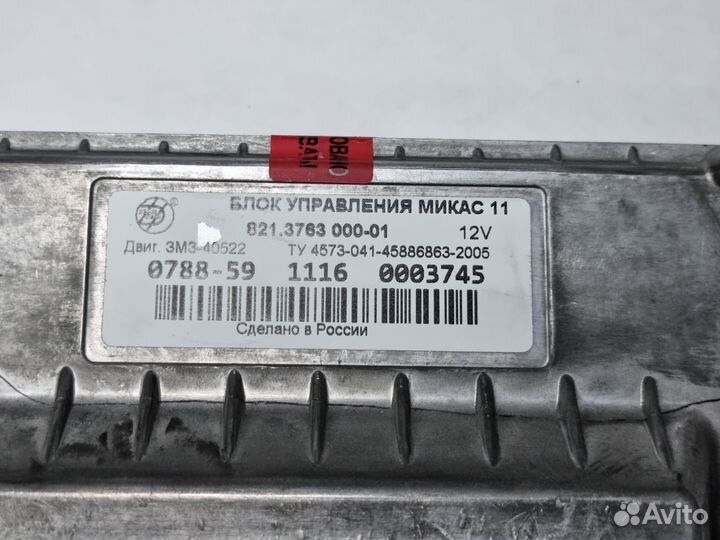 БЛОК УПРАВЛЕНИЯ МИКАС 11
821.3763 000-01 12V
Двиг. ЗМЗ-40522 ТУ 4573-041-45886863-2005
0788-59 1116 0003745
Сделано в России
Avito